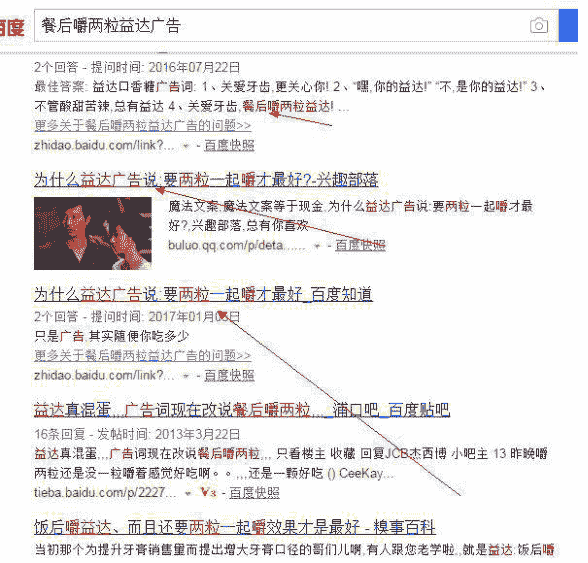 百度 餐后嚼两粒益达广告
2个回答 - 提问时间: 2016年07月22日
最佳答案: 益达口香糖广告词: 1、关爱牙齿,更关心你! 2、“嘿,你的益达!” “不,是你的益达!” 3、
不管酸甜苦辣,总有益达 4、关爱牙齿,餐后嚼两粒益达! ...
更多关于餐后嚼两粒益达广告的问题>>
zhidao.baidu.com/link?... - 百度快照
为什么益达广告说:要两粒一起嚼才最好?-兴趣部落
魔法文案:魔法文案等于现金,为什么益达广告说:要两粒一起嚼才最
好?,兴趣部落,总有你喜欢
buluo.qq.com/p/deta...... - 百度快照
为什么益达广告说:要两粒一起嚼才最好_百度知道
2个回答 - 提问时间: 2017年01月03日
只是广告,其实随便你吃多少
更多关于餐后嚼两粒益达广告的问题>>
zhidao.baidu.com/link?... - 百度快照
益达真混蛋,,,广告词现在改说餐后嚼两粒,,,_浦口吧_百度贴吧
16条回复 - 发帖时间: 2013年3月22日
益达真混蛋,,,广告词现在改说餐后嚼两粒,,, 只看楼主 收藏 回复JCB杰西博 小吧主 13 昨晚嚼
两粒还是没一粒嚼着感觉好吃啊。。,,,还是一颗好吃 () CeeKay...
tieba.baidu.com/p/2227... V3 - 百度快照
饭后嚼益达、而且还要两粒一起嚼效果才是最好 - 糗事百科
当初那个为提升牙膏销售量而提出增大牙膏口径的哥们儿啊,有人跟您老学啦,,就是益达:饭后嚼